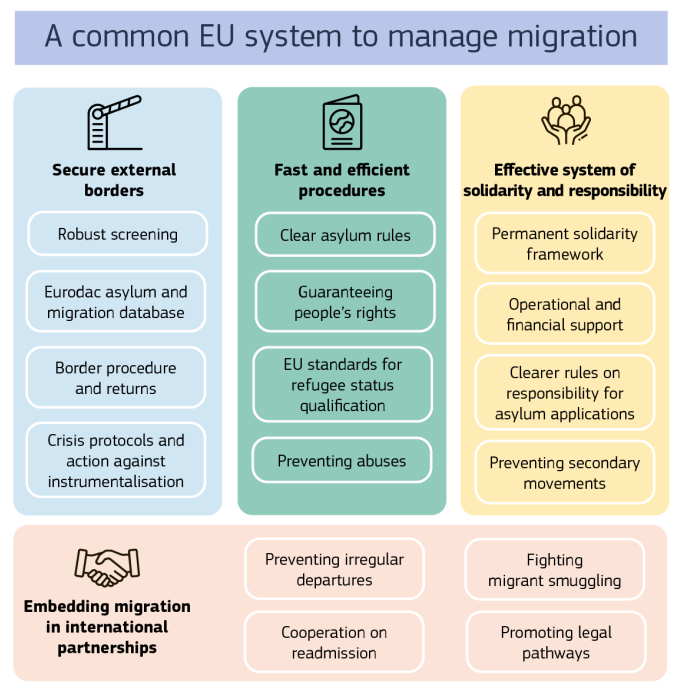 A common EU system to manage migration
Secure external
borders
Robust screening
Eurodac asylum and
migration database
Border procedure
and returns
Crisis protocols and
action against
instrumentalisation
Fast and efficient
procedures
Clear asylum rules
Guaranteeing
people's rights
EU standards for
refugee status
qualification
Preventing abuses
Effective system of
solidarity and responsibility
Permanent solidarity
framework
Operational and
financial support
Clearer rules on
responsibility for
asylum applications
Preventing secondary
movements
Embedding migration
in international
partnerships
Preventing irregular
departures
Fighting
migrant smuggling
Cooperation on
readmission
Promoting legal
pathways